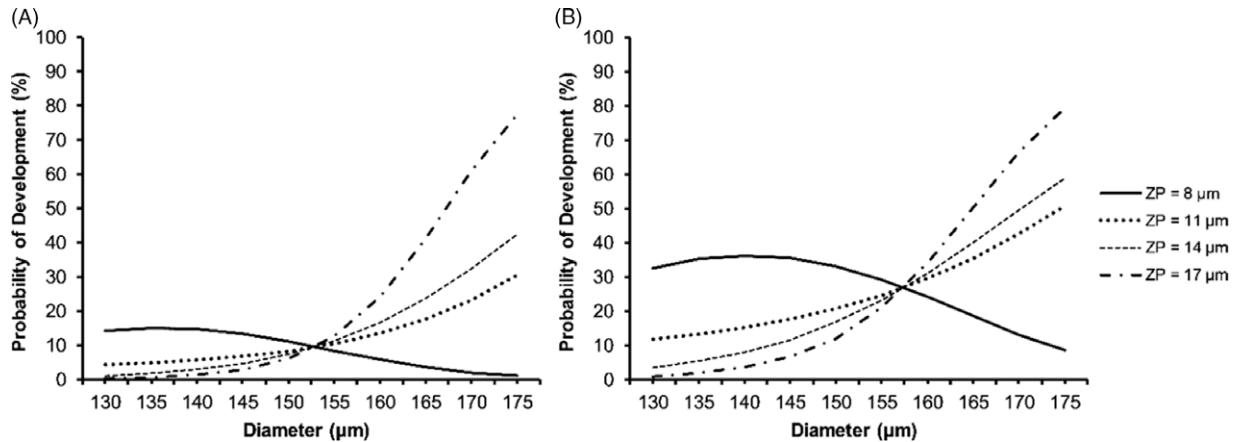 (A)
100
90
80
70
60
50
40
30
20
10
0
Probability of Development (%)
130 135 140 145 150 155 160 165 170 175
Diameter (µm)
(B)
100
90
80
70
60
50
40
30
20
10
0
Probability of Development (%)
130 135 140 145 150 155 160 165 170 175
Diameter (µm)
ZP = 8 µm
ZP = 11 µm
ZP = 14 µm
ZP = 17 µm